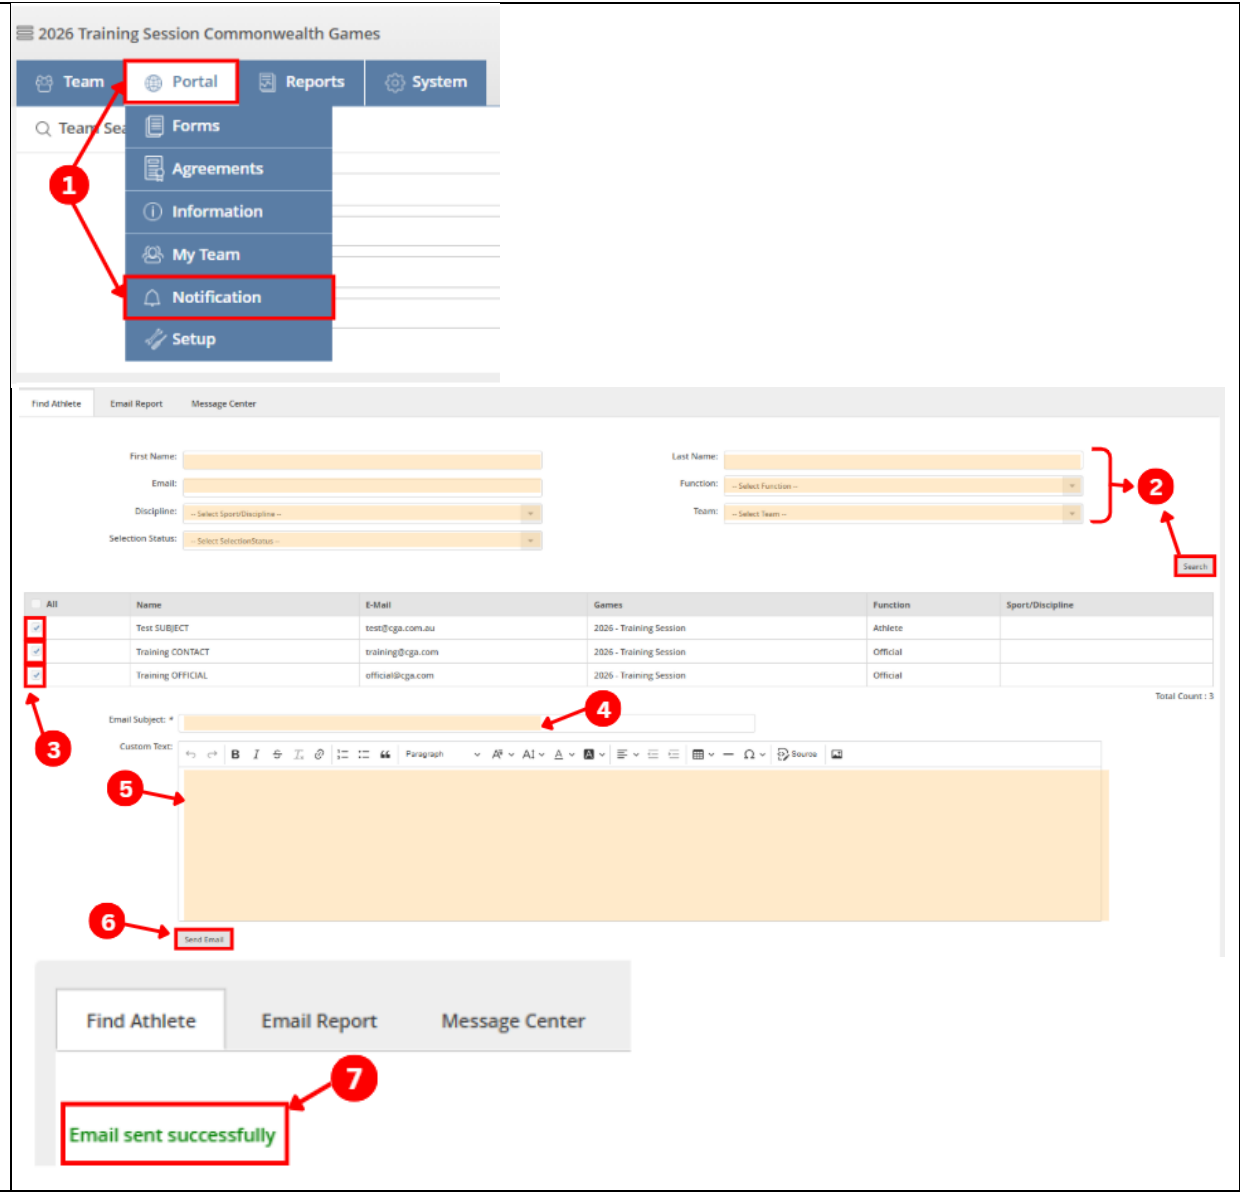 2026 Training Session Commonwealth Games
Team Portal Reports System
Team Sea
Forms
Agreements
1
Information
My Team
Notification
Setup
Find Athlete Email Report Message Center
First Name: Last Name:
Email: Function: -- Select Function --
2
Discipline: -- Select Sport/Discipline -- Team: -- Select Team --
Selection Status: -- Select SelectionStatus --
Search
All Name E-Mail Games Function Sport/Discipline
Test SUBJECT test@cga.com.au 2026 - Training Session Athlete
Training CONTACT training@cga.com 2026 - Training Session Official
Training OFFICIAL official@cga.com 2026 - Training Session Official
Total Count : 3
4
Email Subject: *
3
Custom Text: B I S Paragraph Source
5
6
Send Email
Find Athlete Email Report Message Center
7
Email sent successfully